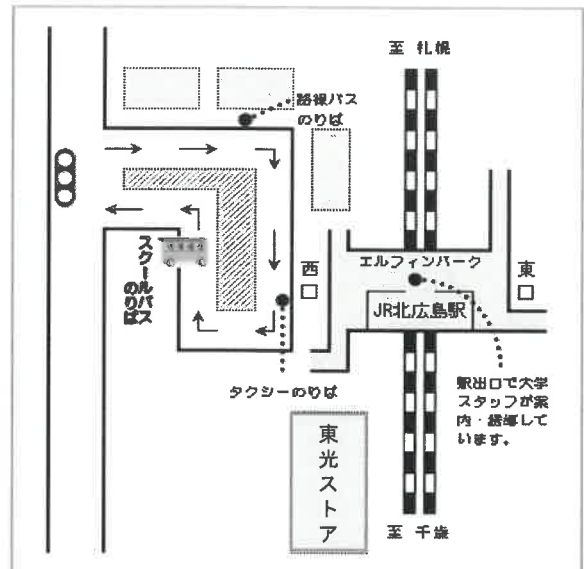 至 札幌
路線バス
のりば
エルフィンパーク
西口
東口
JR北広島駅
スクールバス
のりば
タクシーのりば
駅出口で大学
スタッフが案
内・誘導して
います。
東光ストア
至 千歳